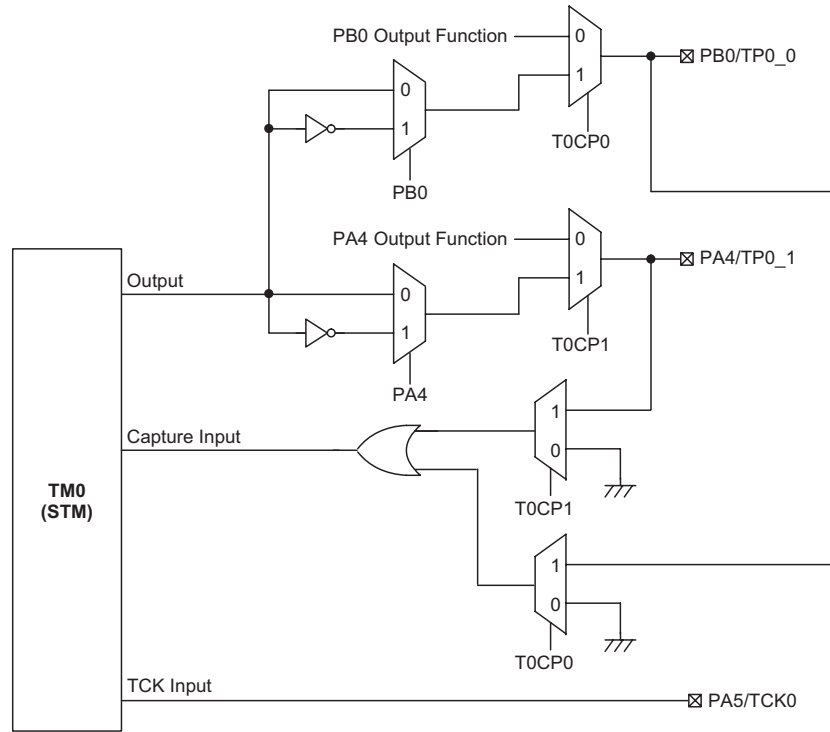 PB0 Output Function
0
1
PB0/TP0_0
T0CP0
0
1
PB0
PA4 Output Function
0
1
PA4/TP0_1
T0CP1
Output
0
1
PA4
Capture Input
1
0
T0CP1
TM0
(STM)
1
0
T0CP0
TCK Input
PA5/TCK0